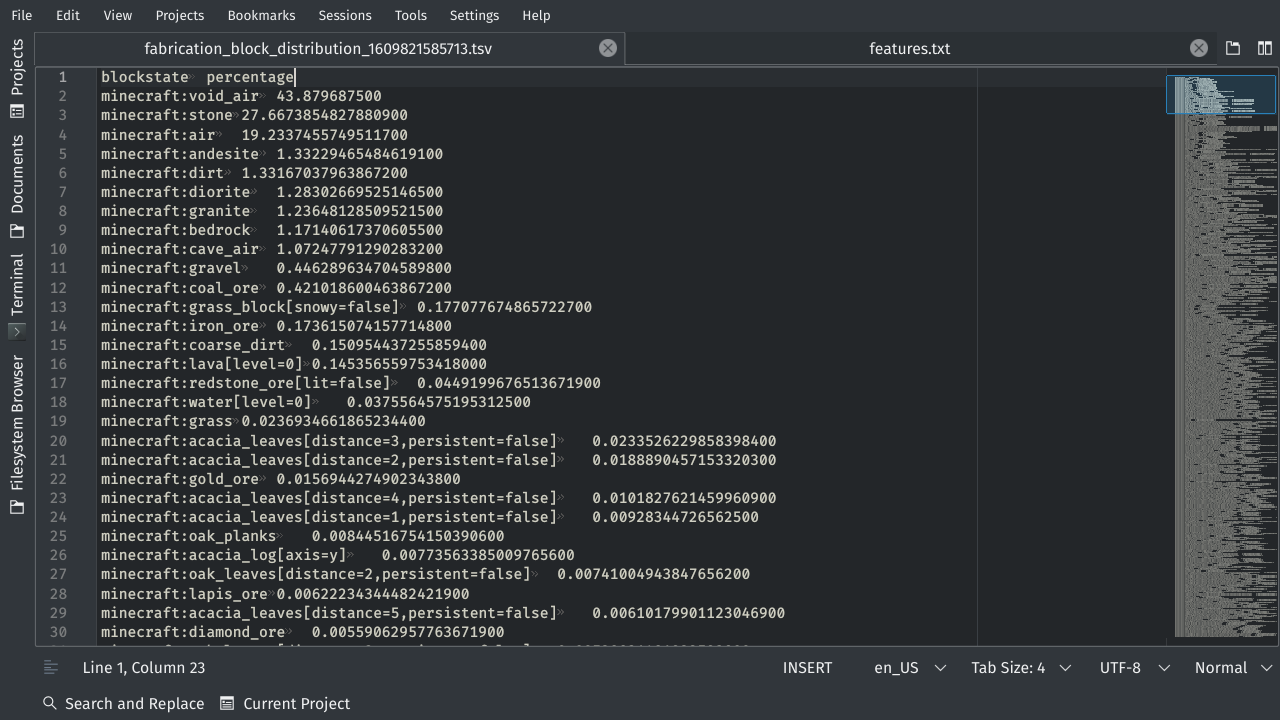 File Edit View Projects Bookmarks Sessions Tools Settings Help
fabrication_block_distribution_1609821585713.tsv features.txt
Projects
Documents
Terminal
Filesystem Browser
1 blockstate» percentage
2 minecraft:void_air» 43.879687500
3 minecraft:stone»27.6673854827880900
4 minecraft:air» 19.2337455749511700
5 minecraft:andesite» 1.33229465484619100
6 minecraft:dirt» 1.33167037963867200
7 minecraft:diorite» 1.28302669525146500
8 minecraft:granite» 1.23648128509521500
9 minecraft:bedrock» 1.17140617370605500
10 minecraft:cave_air» 1.07247791290283200
11 minecraft:gravel» 0.446289634704589800
12 minecraft:coal_ore» 0.421018600463867200
13 minecraft:grass_block[snowy=false]» 0.177077674865722700
14 minecraft:iron_ore» 0.173615074157714800
15 minecraft:coarse_dirt» 0.150954437255859400
16 minecraft:lava[level=0]»0.145356559753418000
17 minecraft:redstone_ore[lit=false]» 0.0449199676513671900
18 minecraft:water[level=0]» 0.0375564575195312500
19 minecraft:grass»0.0236934661865234400
20 minecraft:acacia_leaves[distance=3,persistent=false]» 0.0233526229858398400
21 minecraft:acacia_leaves[distance=2,persistent=false]» 0.0188890457153320300
22 minecraft:gold_ore» 0.0156944274902343800
23 minecraft:acacia_leaves[distance=4,persistent=false]» 0.0101827621459960900
24 minecraft:acacia_leaves[distance=1,persistent=false]» 0.00928344726562500
25 minecraft:oak_planks» 0.00844516754150390600
26 minecraft:acacia_log[axis=y]» 0.00773563385009765600
27 minecraft:oak_leaves[distance=2,persistent=false]» 0.00741004943847656200
28 minecraft:lapis_ore»0.00622234344482421900
29 minecraft:acacia_leaves[distance=5,persistent=false]» 0.00610179901123046900
30 minecraft:diamond_ore» 0.00559062957763671900
Line 1, Column 23 INSERT en_US Tab Size: 4 UTF-8 Normal
Search and Replace Current Project